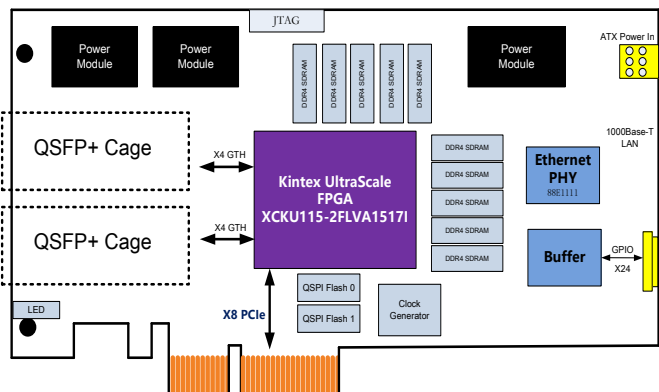 JTAG
ATX Power In
Power
Module
Power
Module
Power
Module
DDR4 SDRAM
DDR4 SDRAM
DDR4 SDRAM
DDR4 SDRAM
DDR4 SDRAM
1000Base-T
LAN
QSFP+ Cage
X4 GTH
Kintex UltraScale
FPGA
XCKU115-2FLVA1517I
DDR4 SDRAM
DDR4 SDRAM
DDR4 SDRAM
DDR4 SDRAM
DDR4 SDRAM
Ethernet
PHY
88E1111
QSFP+ Cage
X4 GTH
Buffer
GPIO
X24
LED
X8 PCIe
QSPI Flash 0
QSPI Flash 1
Clock
Generator